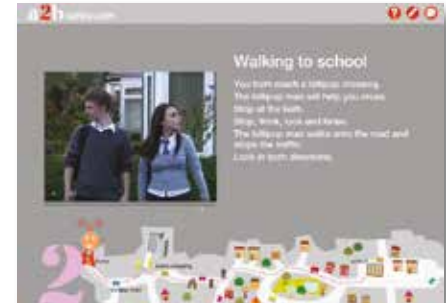 a2b
Walking to school
You then reach a lollipop crossing.
The lollipop man will help you cross.
Stop at the kerb.
Stop, think, look and listen.
The lollipop man walks onto the road and
stops the traffic.
Look in both directions.
2